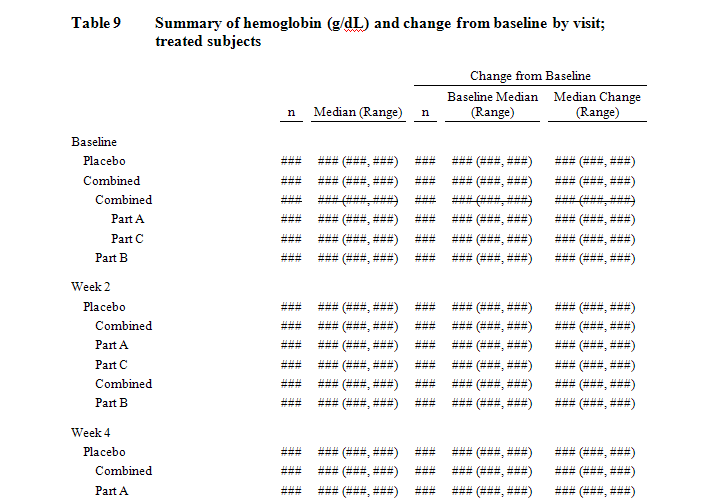 Table 9 Summary of hemoglobin (g/dL) and change from baseline by visit;
treated subjects
Change from Baseline
Baseline Median Median Change
n Median (Range) n (Range) (Range)
Baseline
Placebo ### ### (###, ###) ### ### (###, ###) ### (###, ###)
Combined ### ### (###, ###) ### ### (###, ###) ### (###, ###)
Combined ### ### (###, ###) ### ### (###, ###) ### (###, ###)
Part A ### ### (###, ###) ### ### (###, ###) ### (###, ###)
Part C ### ### (###, ###) ### ### (###, ###) ### (###, ###)
Part B ### ### (###, ###) ### ### (###, ###) ### (###, ###)
Week 2
Placebo ### ### (###, ###) ### ### (###, ###) ### (###, ###)
Combined ### ### (###, ###) ### ### (###, ###) ### (###, ###)
Part A ### ### (###, ###) ### ### (###, ###) ### (###, ###)
Part C ### ### (###, ###) ### ### (###, ###) ### (###, ###)
Combined ### ### (###, ###) ### ### (###, ###) ### (###, ###)
Part B ### ### (###, ###) ### ### (###, ###) ### (###, ###)
Week 4
Placebo ### ### (###, ###) ### ### (###, ###) ### (###, ###)
Combined ### ### (###, ###) ### ### (###, ###) ### (###, ###)
Part A ### ### (###, ###) ### ### (###, ###) ### (###, ###)